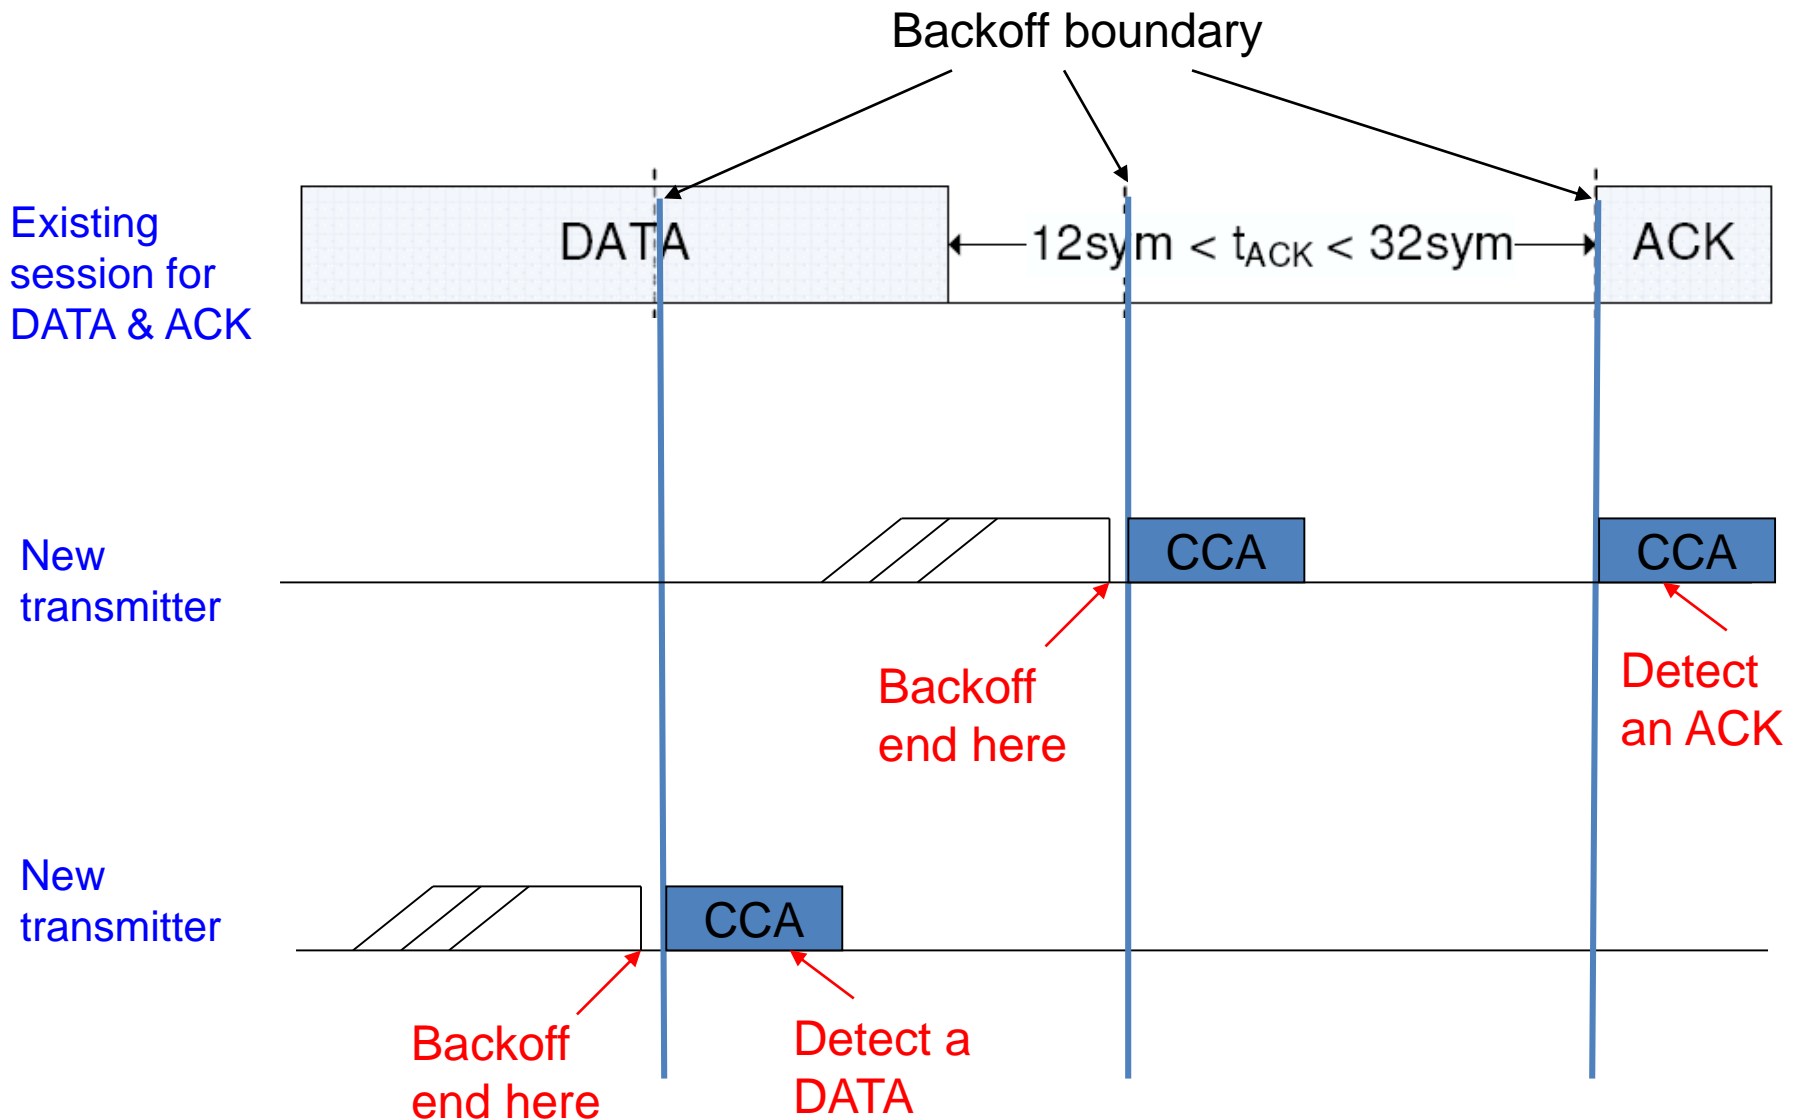 Backoff boundary
Existing
session for
DATA & ACK
DATA
12sym < tACK < 32sym
ACK
New
transmitter
CCA
CCA
Backoff
end here
Detect
an ACK
New
transmitter
CCA
Backoff
end here
Detect a
DATA